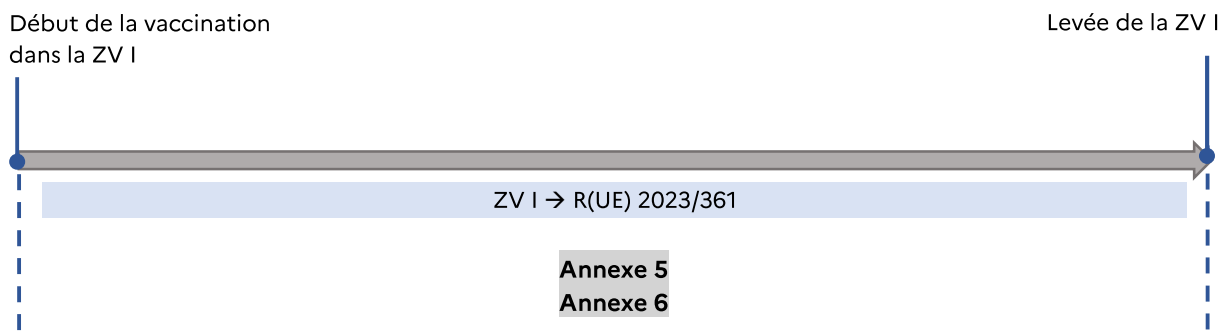 Début de la vaccination
dans la ZV I
Levée de la ZV I
ZV I → R(UE) 2023/361
Annexe 5
Annexe 6